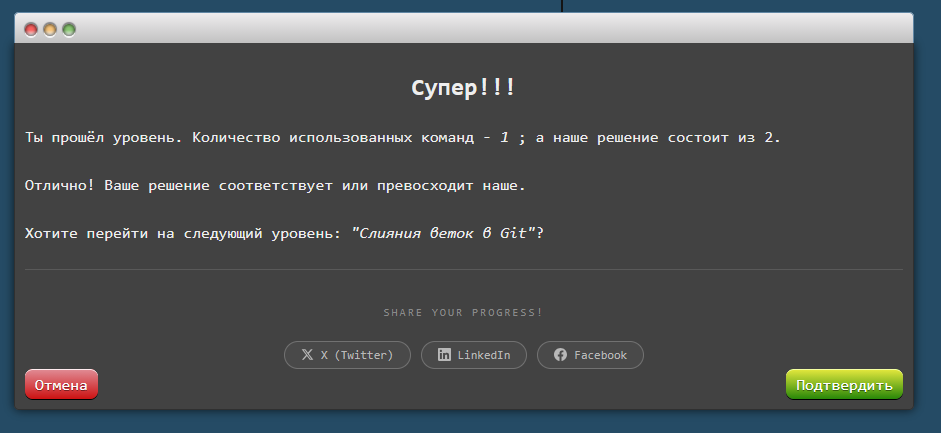 Супер!!!
Ты прошёл уровень. Количество использованных команд - 1 ; а наше решение состоит из 2.
Отлично! Ваше решение соответствует или превосходит наше.
Хотите перейти на следующий уровень: "Слияния веток в Git"?
SHARE YOUR PROGRESS!
X (Twitter)
LinkedIn
Facebook
Отмена
Подтвердить